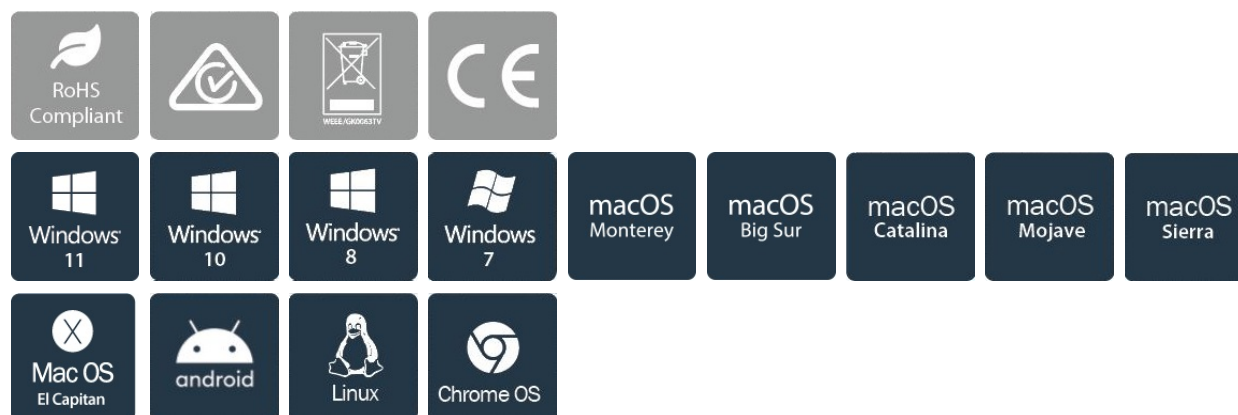 RoHS
Compliant
WEEE/GK0063TV
CE
Windows
11
Windows
10
Windows
8
Windows
7
macOS
Monterey
macOS
Big Sur
macOS
Catalina
macOS
Mojave
macOS
Sierra
X
Mac OS
El Capitan
android
Linux
Chrome OS